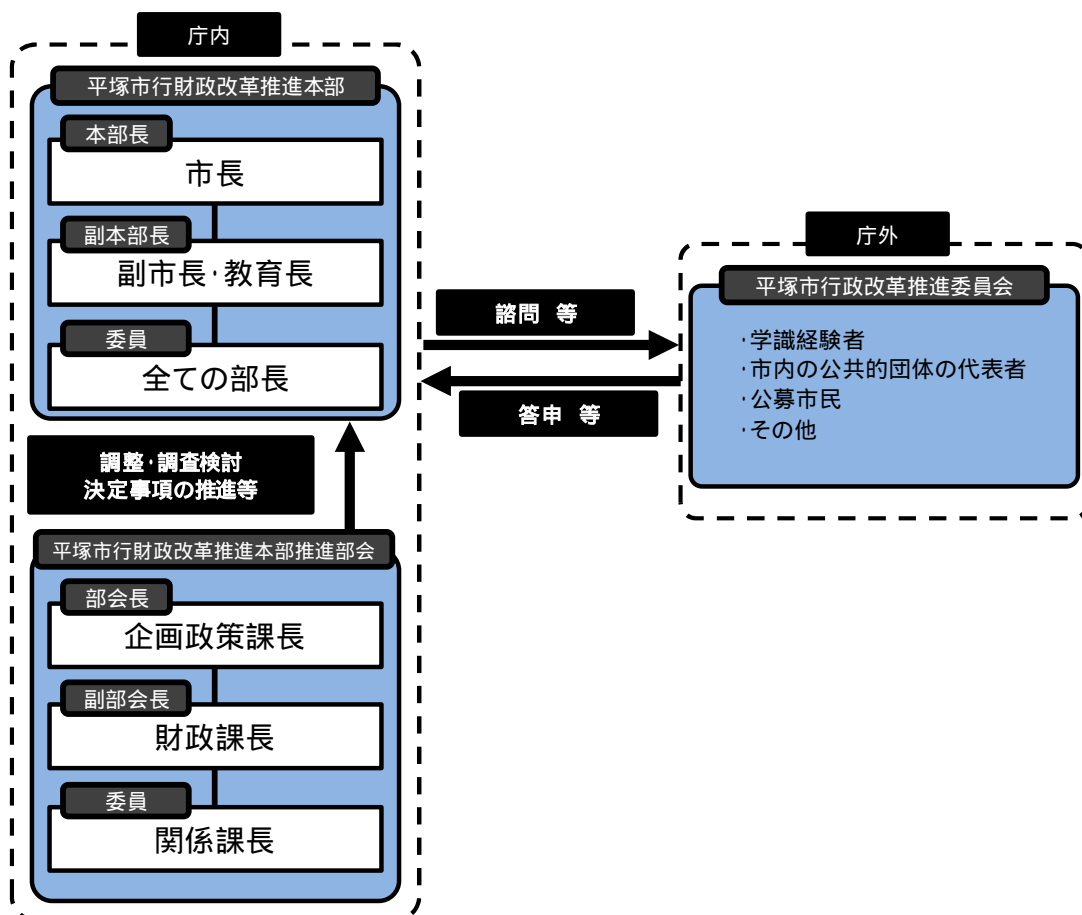 庁内
平塚市行財政改革推進本部
本部長
市長
副本部長
副市長・教育長
委員
全ての部長
調整・調査検討
決定事項の推進等
平塚市行財政改革推進本部推進部会
部会長
企画政策課長
副部会長
財政課長
委員
関係課長
諮問 等
答申 等
庁外
平塚市行政改革推進委員会
・学識経験者
・市内の公共的団体の代表者
・公募市民
・その他